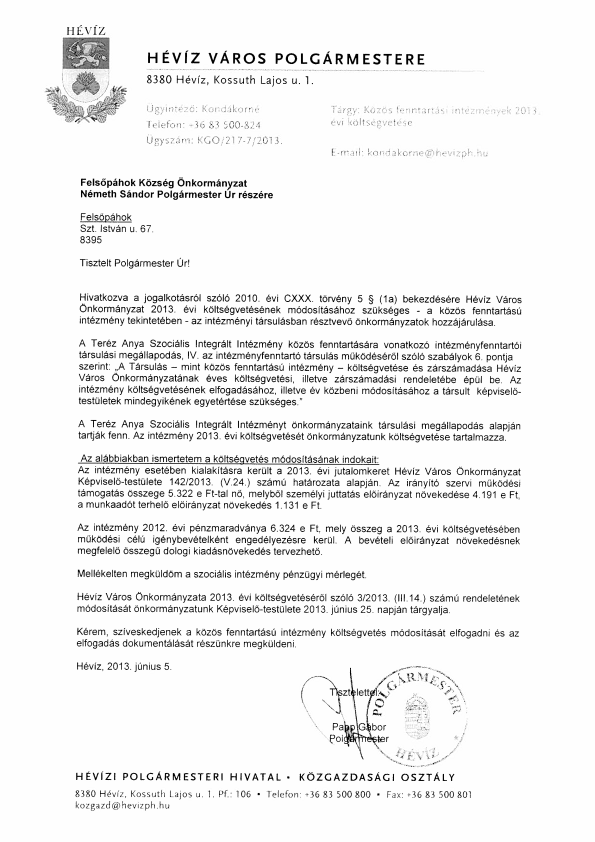 HÉVÍZ
HÉVÍZ VÁROS POLGÁRMESTERE
8380 Hévíz, Kossuth Lajos u. 1.
Ügyintéző: Kondákorné
Telefon: +36 83 500-824
Ügyszám: KGO/217-7/2013.
Tárgy: Közös fenntartási intézmények 2013.
évi költségvetése
E-mail: kondakorne@hevizph.hu
Felsőpáhok Község Önkormányzat
Németh Sándor Polgármester Úr részére
Felsőpáhok
Szt. István u. 67.
8395
Tisztelt Polgármester Úr!
Hivatkozva a jogalkotásról szóló 2010. évi CXXX. törvény 5 § (1a) bekezdésére Hévíz Város
Önkormányzat 2013. évi költségvetésének módosításához szükséges - a közös fenntartású
intézmény tekintetében - az intézményi társulásban résztvevő önkormányzatok hozzájárulása.
A Teréz Anya Szociális Integrált Intézmény közös fenntartására vonatkozó intézményfenntartói
társulási megállapodás, IV. az intézményfenntartó társulás működéséről szóló szabályok 6. pontja
szerint: „A Társulás – mint közös fenntartású intézmény – költségvetése és zárszámadása Hévíz
Város Önkormányzatának éves költségvetési, illetve zárszámadási rendeletébe épül be. Az
intézmény költségvetésének elfogadásához, illetve év közbeni módosításához a társult képviselő-
testületek mindegyikének egyetértése szükséges.”
A Teréz Anya Szociális Integrált Intézményt önkormányzataink társulási megállapodás alapján
tartják fenn. Az intézmény 2013. évi költségvetését önkormányzatunk költségvetése tartalmazza.
Az alábbiakban ismertetem a költségvetés módosításának indokait:
Az intézmény esetében kialakításra került a 2013. évi jutalomkeret Hévíz Város Önkormányzat
Képviselő-testülete 142/2013. (V.24.) számú határozata alapján. Az irányító szervi működési
támogatás összege 5.322 e Ft-tal nő, melyből személyi juttatás előirányzat növekedése 4.191 e Ft,
a munkaadót terhelő előirányzat növekedés 1.131 e Ft.
Az intézmény 2012. évi pénzmaradványa 6.324 e Ft, mely összeg a 2013. évi költségvetésében
működési célú igénybevételként engedélyezésre kerül. A bevételi előirányzat növekedésnek
megfelelő összegű dologi kiadásnövekedés tervezhető.
Mellékelten megküldöm a szociális intézmény pénzügyi mérlegét.
Hévíz Város Önkormányzata 2013. évi költségvetéséről szóló 3/2013. (III.14.) számú rendeletének
módosítását önkormányzatunk Képviselő-testülete 2013. június 25. napján tárgyalja.
Kérem, szíveskedjenek a közös fenntartású intézmény költségvetés módosítását elfogadni és az
elfogadás dokumentálását részünkre megküldeni.
Hévíz, 2013. június 5.
Tisztelettel:
Papp Gábor
Polgármester
POLGÁRMESTER
HÉVÍZ
HÉVÍZI POLGÁRMESTERI HIVATAL • KÖZGAZDASÁGI OSZTÁLY
8380 Hévíz, Kossuth Lajos u. 1. Pf.: 106 • Telefon: +36 83 500 800 • Fax: +36 83 500 801
kozgazd@hevizph.hu